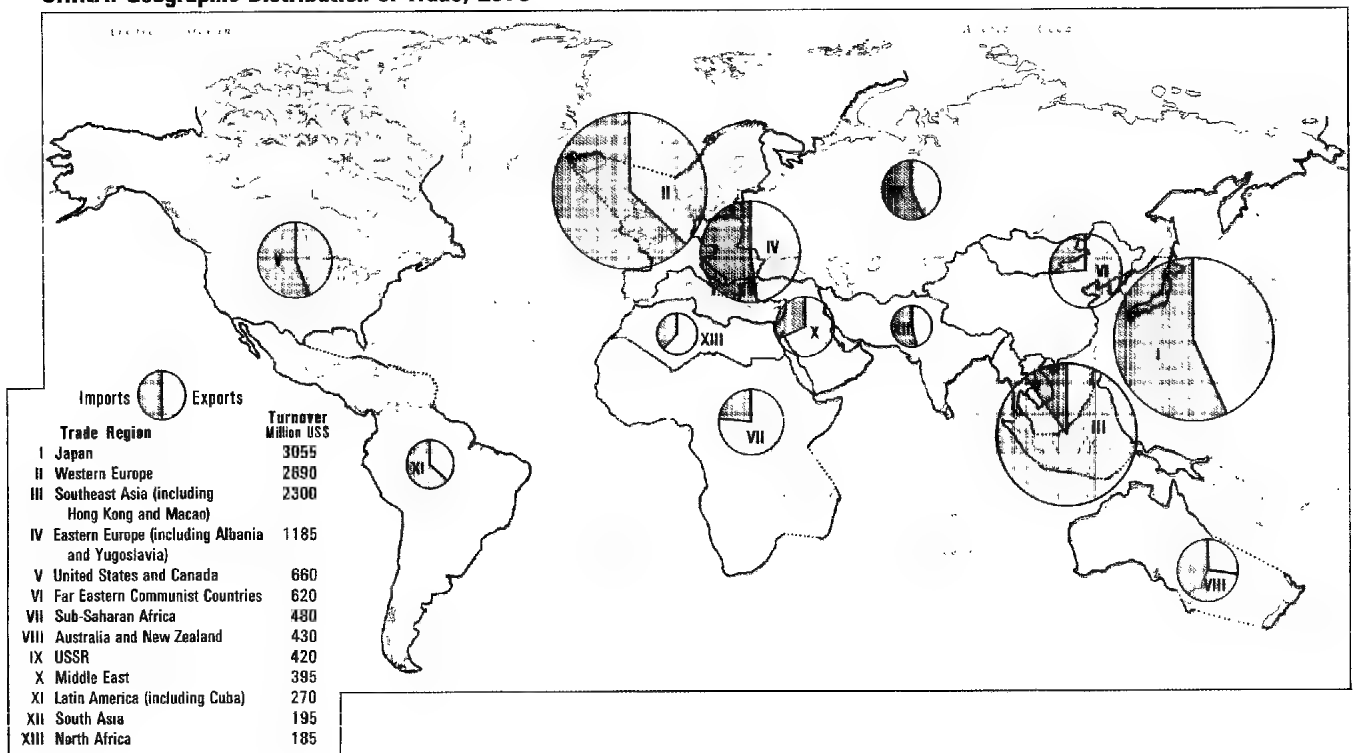 Geographic Distribution of Trade,
II
IV
V
VI
X
XIII
I
III
VII
XI
VIII
Imports Exports
Turnover
Trade Region Million US$
I Japan 3055
II Western Europe 2690
III Southeast Asia (including 2300
Hong Kong and Macao)
IV Eastern Europe (including Albania 1185
and Yugoslavia)
V United States and Canada 660
VI Far Eastern Communist Countries 620
VII Sub-Saharan Africa 480
VIII Australia and New Zealand 430
IX USSR 420
X Middle East 395
XI Latin America (including Cuba) 270
XII South Asia 195
XIII North Africa 185